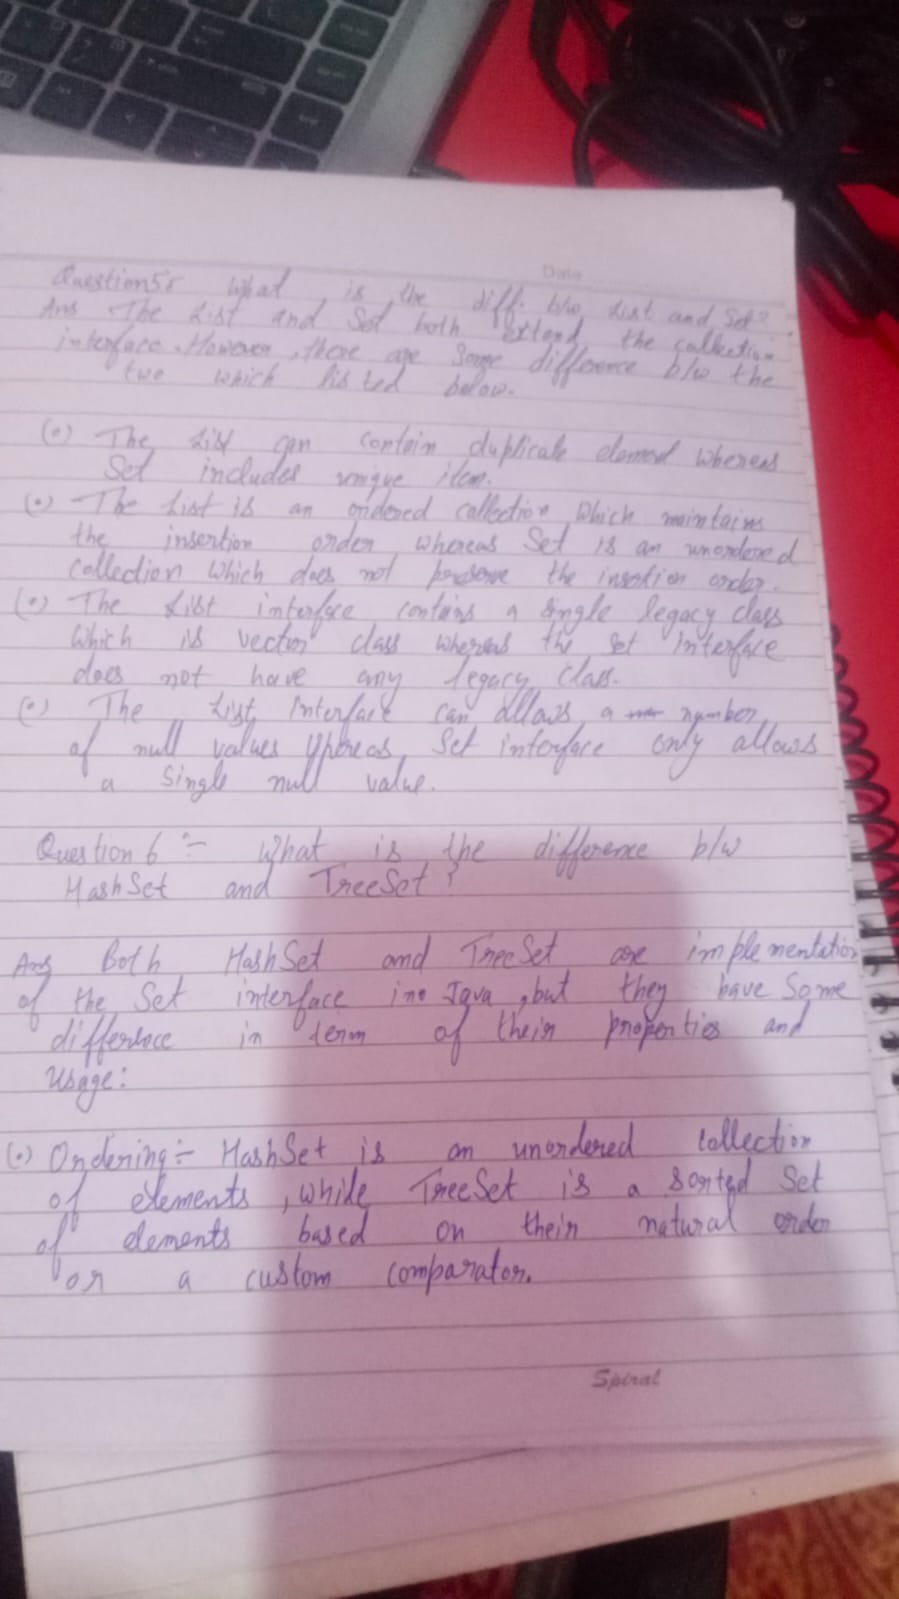 Date
Question 5:- What is the diff. b/w List and Set?
Ans The List and Set both extend the collection
interface. However, there are some difference b/w the
two which listed below.
(•) The List can contain duplicate element whereas
Set includes unique item.
(•) The List is an ordered collection which maintains
the insertion order whereas Set is an unordered
collection which does not preserve the insertion order.
(•) The List interface contains a single legacy class
which is vector class whereas the set interface
does not have any legacy class.
(•) The List interface can allows a number
of null values whereas Set interface only allows
a single null value.
Question 6 :- What is the difference b/w
HashSet and TreeSet?
Ans Both HashSet and TreeSet are implementation
of the Set interface in Java, but they have some
difference in term of their properties and
Usage:
(•) Ordering:- HashSet is an unordered collection
of elements, while TreeSet is a sorted Set
of elements based on their natural order
or a custom comparator.
Spiral